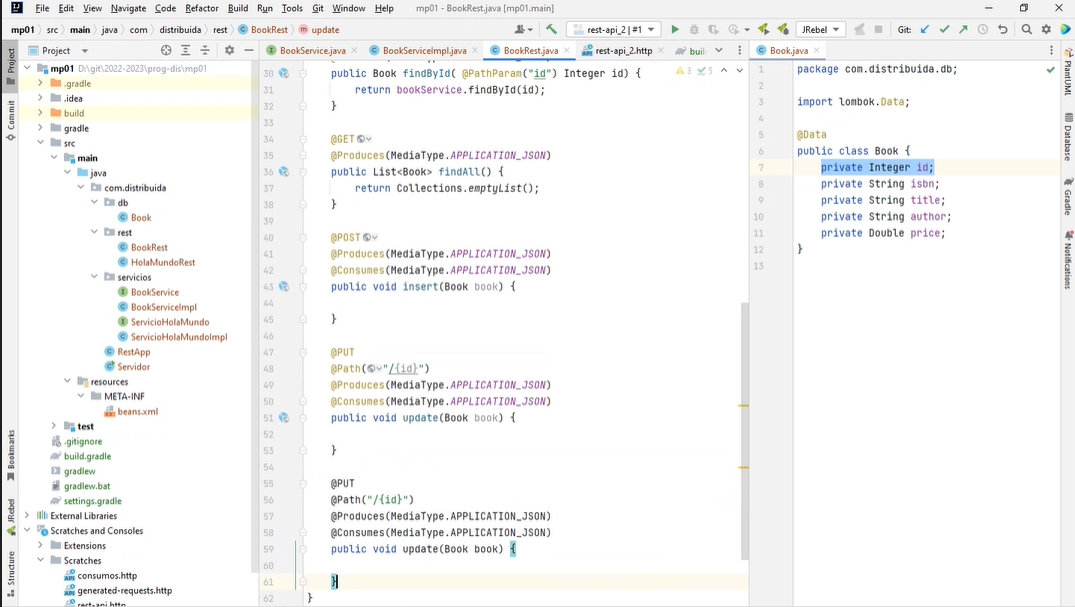 File Edit View Navigate Code Refactor Build Run Tools Git Window Help mp01 - BookRest.java [mp01.main]
mp01 src main java com distribuida rest BookRest update rest-api_2 | #1 JRebel Git:
Project
BookService.java BookServiceImpl.java BookRest.java rest-api_2.http buil Book.java
mp01 D:\git\2022-2023\prog-dis\mp01
.gradle
.idea
build
gradle
src
main
java
com.distribuida
db
Book
rest
BookRest
HolaMundoRest
servicios
BookService
BookServiceImpl
ServicioHolaMundo
ServicioHolaMundoImpl
RestApp
Servidor
resources
META-INF
beans.xml
test
.gitignore
build.gradle
gradlew
gradlew.bat
settings.gradle
External Libraries
Scratches and Consoles
Extensions
Scratches
consumos.http
generated-requests.http
rest-api.http
Project
Commit
Bookmarks
JRebel
Structure
3 5
30 public Book findById( @PathParam("id") Integer id) {
31 return bookService.findById(id);
32 }
33
34 @GET
35 @Produces(MediaType.APPLICATION_JSON)
36 public List<Book> findAll() {
37 return Collections.emptyList();
38 }
39
40 @POST
41 @Produces(MediaType.APPLICATION_JSON)
42 @Consumes(MediaType.APPLICATION_JSON)
43 public void insert(Book book) {
44
45 }
46
47 @PUT
48 @Path("/{id}")
49 @Produces(MediaType.APPLICATION_JSON)
50 @Consumes(MediaType.APPLICATION_JSON)
51 public void update(Book book) {
52
53 }
54
55 @PUT
56 @Path("/{id}")
57 @Produces(MediaType.APPLICATION_JSON)
58 @Consumes(MediaType.APPLICATION_JSON)
59 public void update(Book book) {
60
61 }
62 }
1 package com.distribuida.db;
2
3 import lombok.Data;
4
5 @Data
6 public class Book {
7 private Integer id;
8 private String isbn;
9 private String title;
10 private String author;
11 private Double price;
12 }
13
PlantUML
Database
Gradle
Notifications